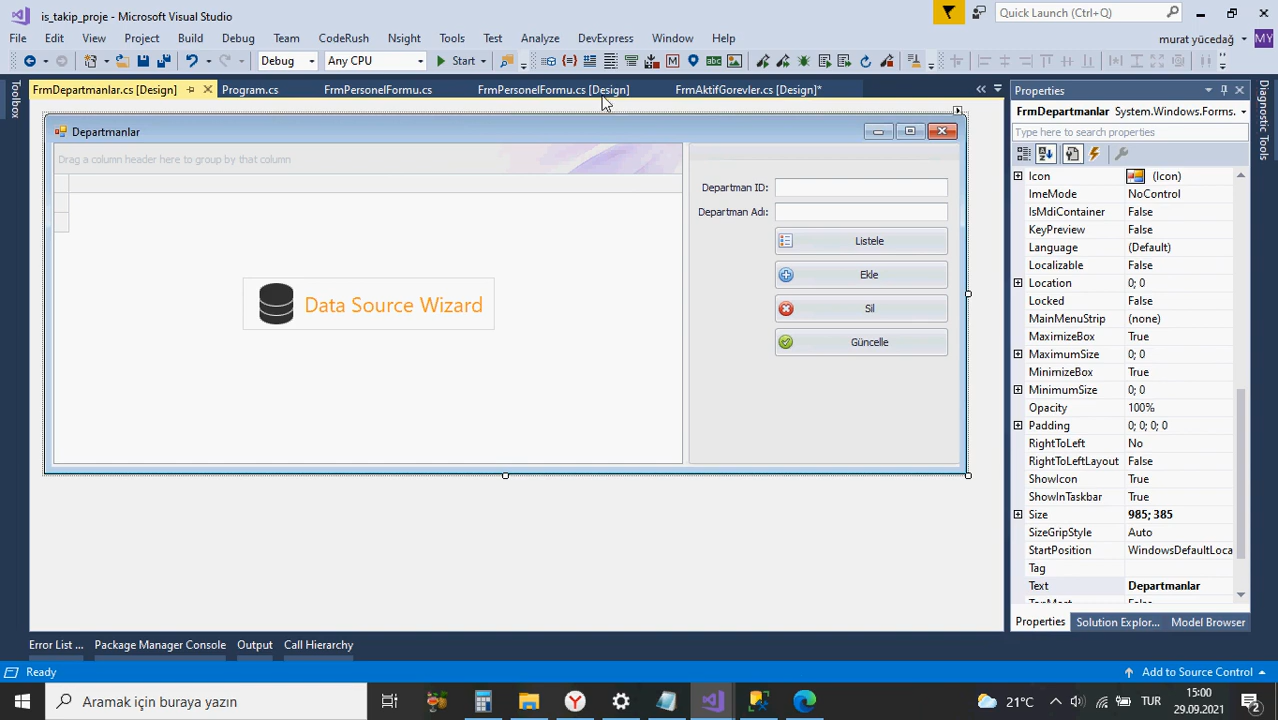 is_takip_proje - Microsoft Visual Studio
Quick Launch (Ctrl+Q)
File Edit View Project Build Debug Team CodeRush Nsight Tools Test Analyze DevExpress Window Help
murat yücedağ MY
Debug Any CPU Start
Toolbox
FrmDepartmanlar.cs [Design] Program.cs FrmPersonelFormu.cs FrmPersonelFormu.cs [Design] FrmAktifGorevler.cs [Design]*
Departmanlar
Drag a column header here to group by that column
Data Source Wizard
Departman ID:
Departman Adı:
Listele
Ekle
Sil
Güncelle
Properties
FrmDepartmanlar System.Windows.Forms.
Type here to search properties
Icon (Icon)
ImeMode NoControl
IsMdiContainer False
KeyPreview False
Language (Default)
Localizable False
Location 0; 0
Locked False
MainMenuStrip (none)
MaximizeBox True
MaximumSize 0; 0
MinimizeBox True
MinimumSize 0; 0
Opacity 100%
Padding 0; 0; 0; 0
RightToLeft No
RightToLeftLayout False
ShowIcon True
ShowInTaskbar True
Size 985; 385
SizeGripStyle Auto
StartPosition WindowsDefaultLoca
Tag
Text Departmanlar
Properties Solution Explor... Model Browser
Diagnostic Tools
Error List ... Package Manager Console Output Call Hierarchy
Ready
Add to Source Control
Aramak için buraya yazın
21°C
TUR
15:00
29.09.2021
2